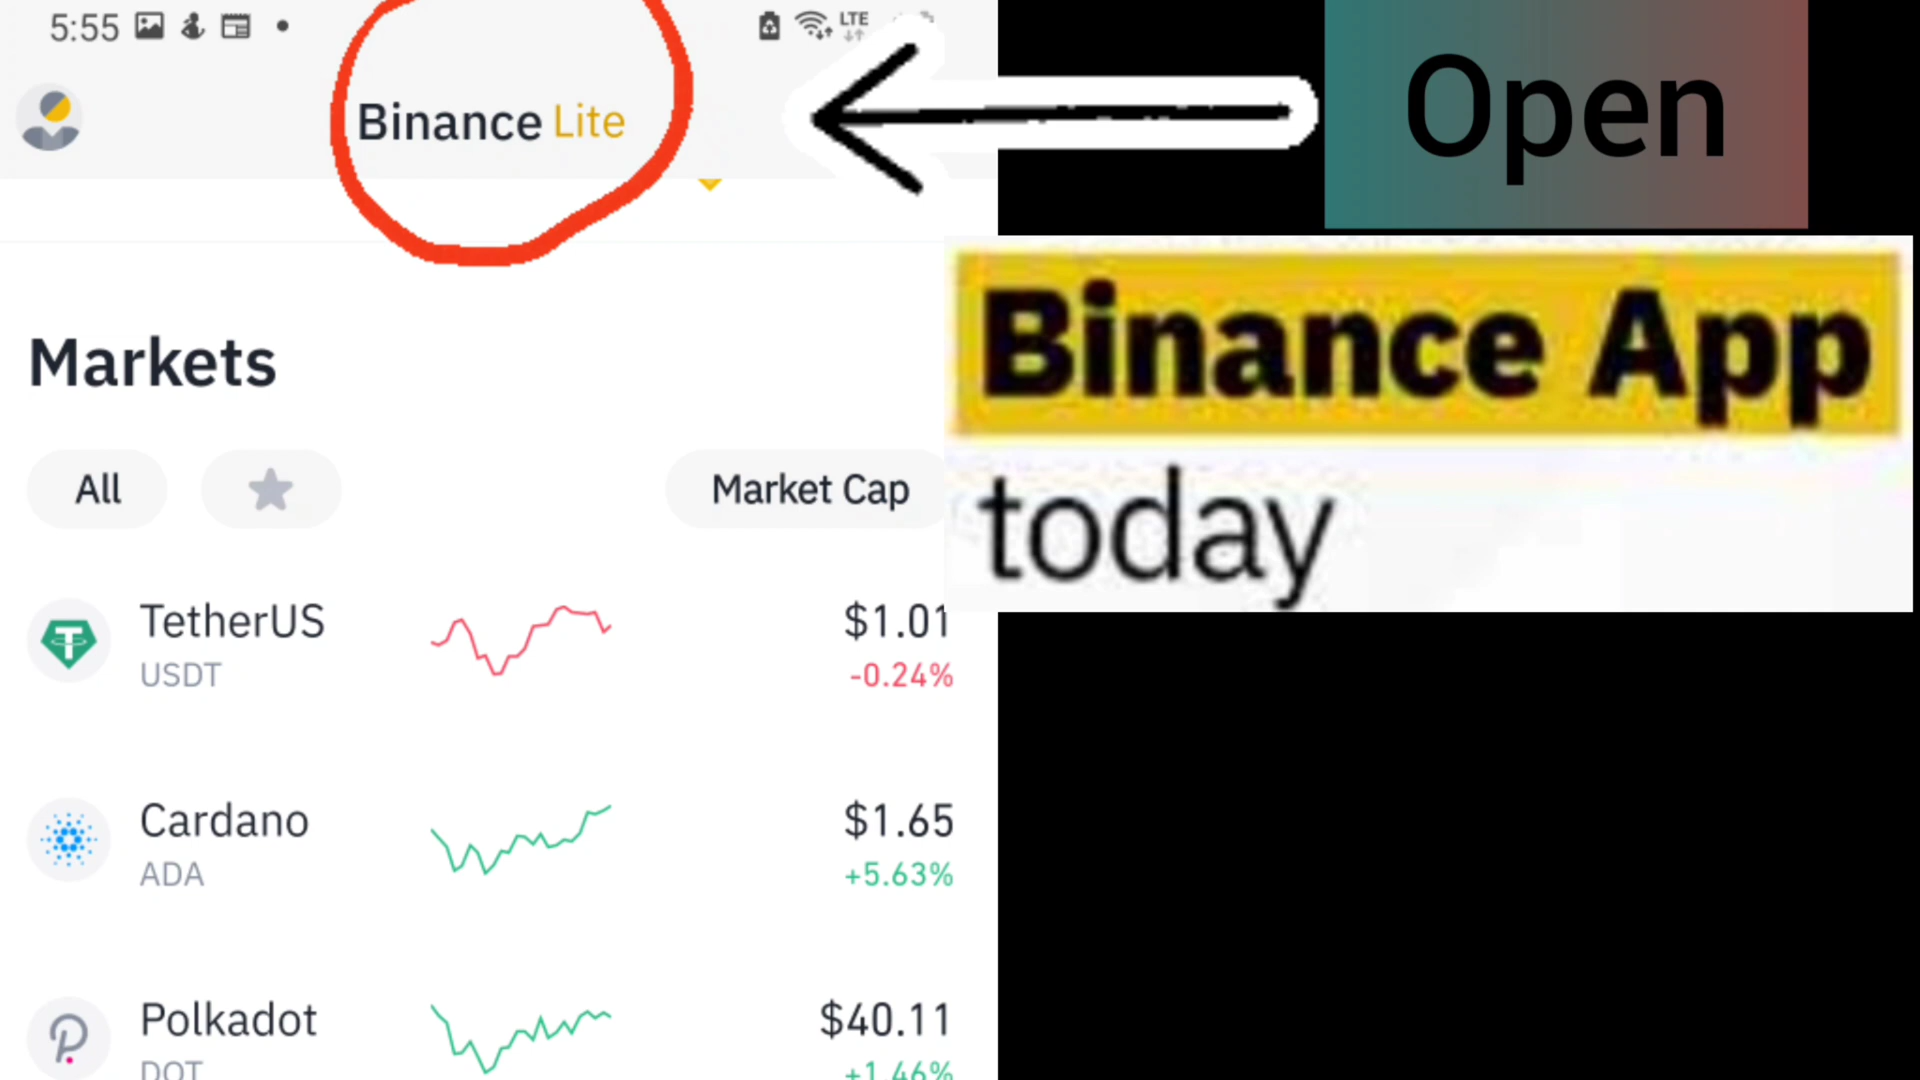 5:55
LTE
Binance Lite
Open
Binance App
today
Markets
All
Market Cap
TetherUS
$1.01
USDT
-0.24%
Cardano
$1.65
ADA
+5.63%
Polkadot
$40.11
DOT
+1.46%